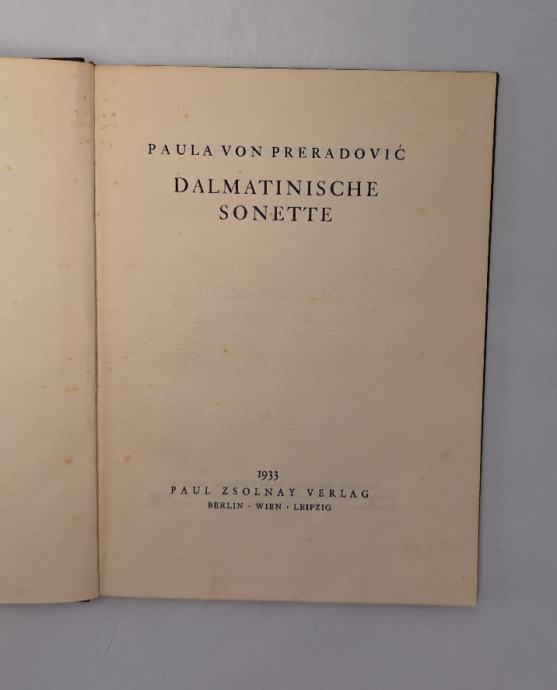 PAULA VON PRERADOVIĆ
DALMATINISCHE
SONETTE
1933
PAUL ZSOLNAY VERLAG
BERLIN · WIEN · LEIPZIG